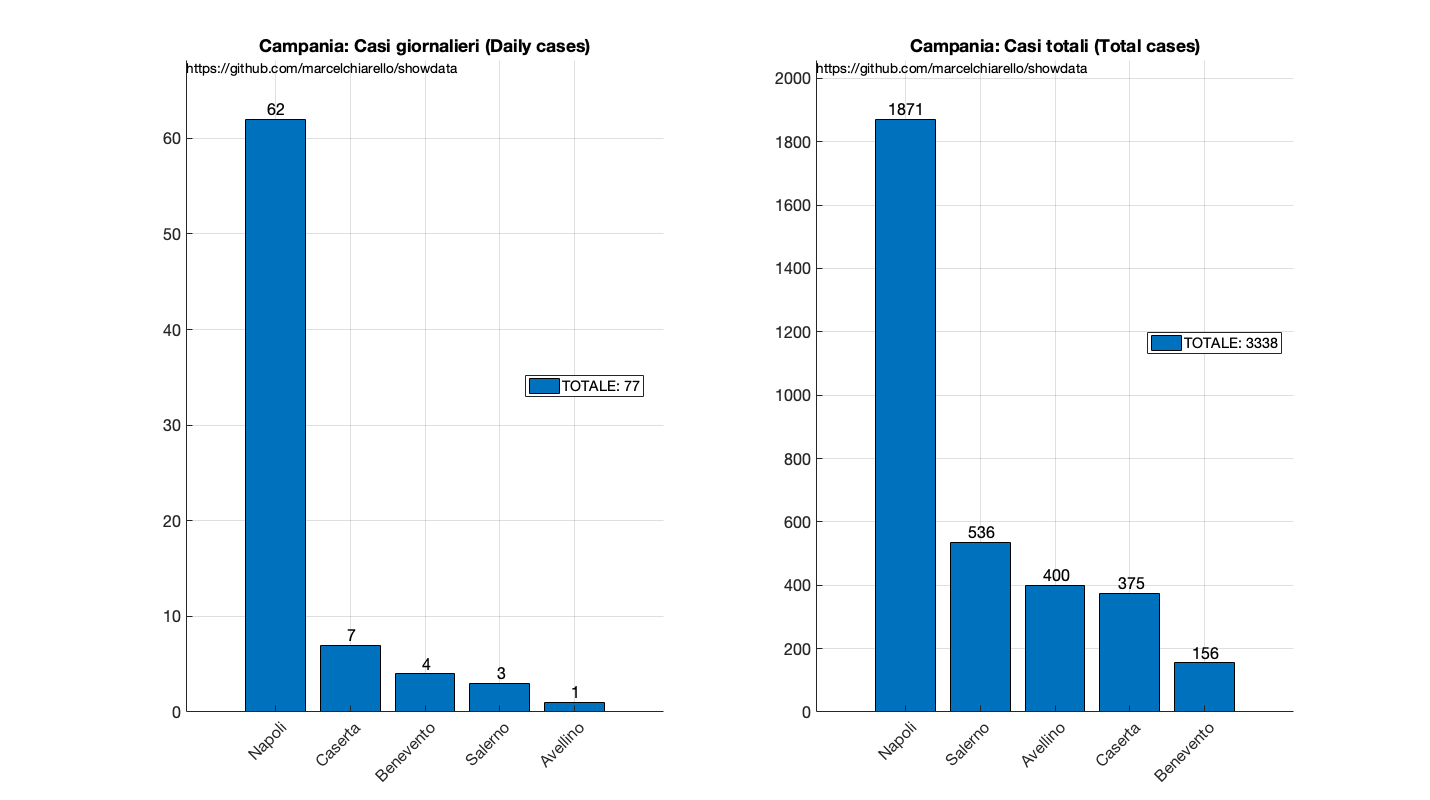 Campania: Casi giornalieri (Daily cases)
https://github.com/marcelchiarello/showdata
62
60
50
40
TOTALE: 77
30
20
10
7
4
3
1
0
Napoli
Caserta
Benevento
Salerno
Avellino
Campania: Casi totali (Total cases)
https://github.com/marcelchiarello/showdata
2000
1871
1800
1600
1400
1200
TOTALE: 3338
1000
800
600
536
400
400
375
200
156
0
Napoli
Salerno
Avellino
Caserta
Benevento